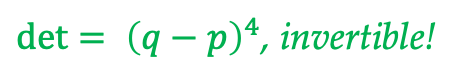 det = (q − p)⁴, invertible!